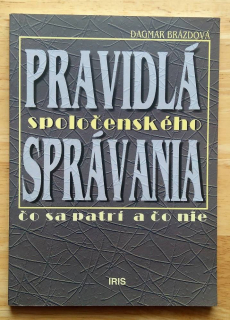 DAGMAR BRÁZDOVÁ
PRAVIDLÁ
spoločenského
SPRÁVANIA
čo sa patrí a čo nie
IRIS